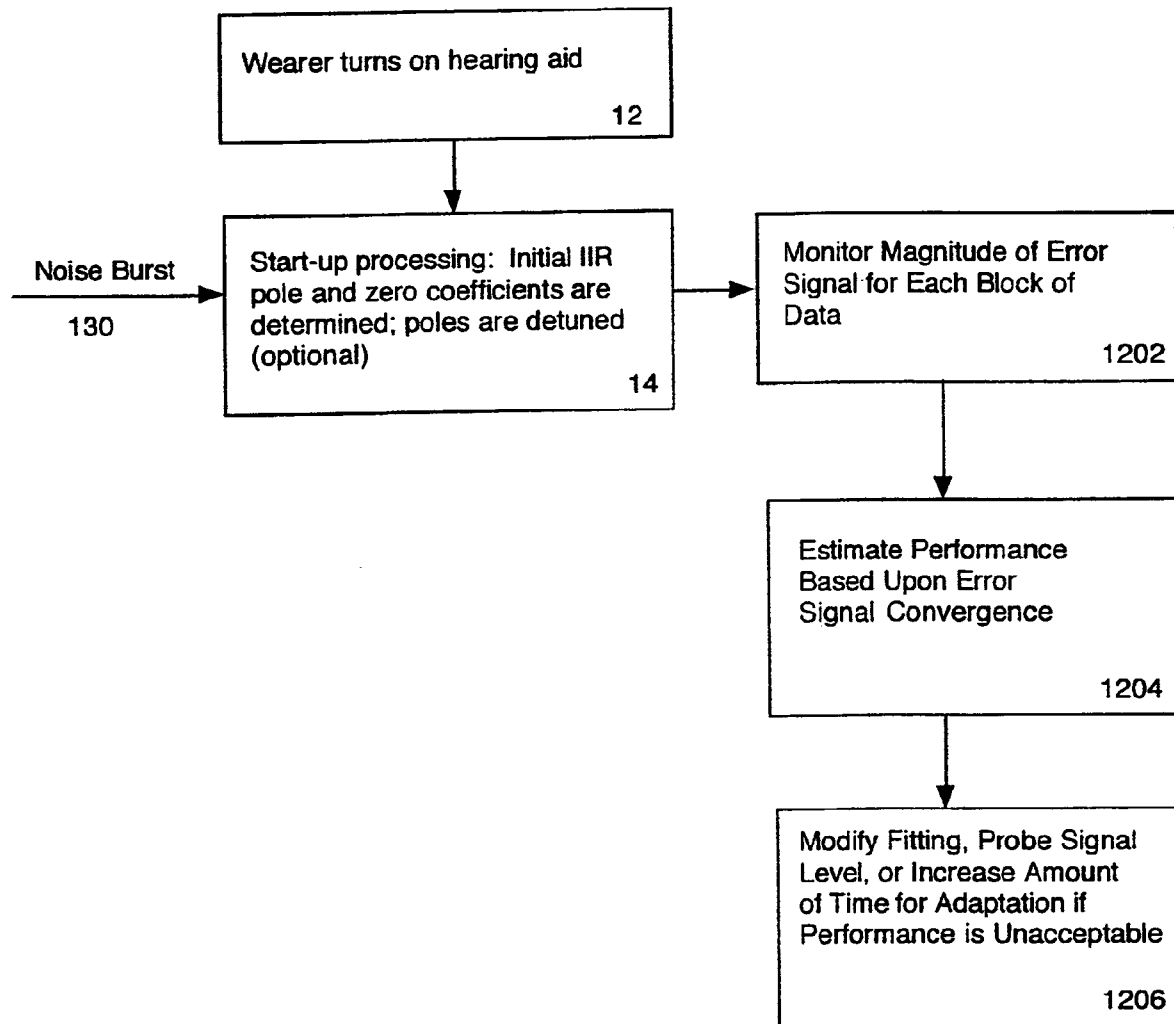 Wearer turns on hearing aid
12
Noise Burst
130
Start-up processing: Initial IIR
pole and zero coefficients are
determined; poles are detuned
(optional)
14
Monitor Magnitude of Error
Signal for Each Block of
Data
1202
Estimate Performance
Based Upon Error
Signal Convergence
1204
Modify Fitting, Probe Signal
Level, or Increase Amount
of Time for Adaptation if
Performance is Unacceptable
1206